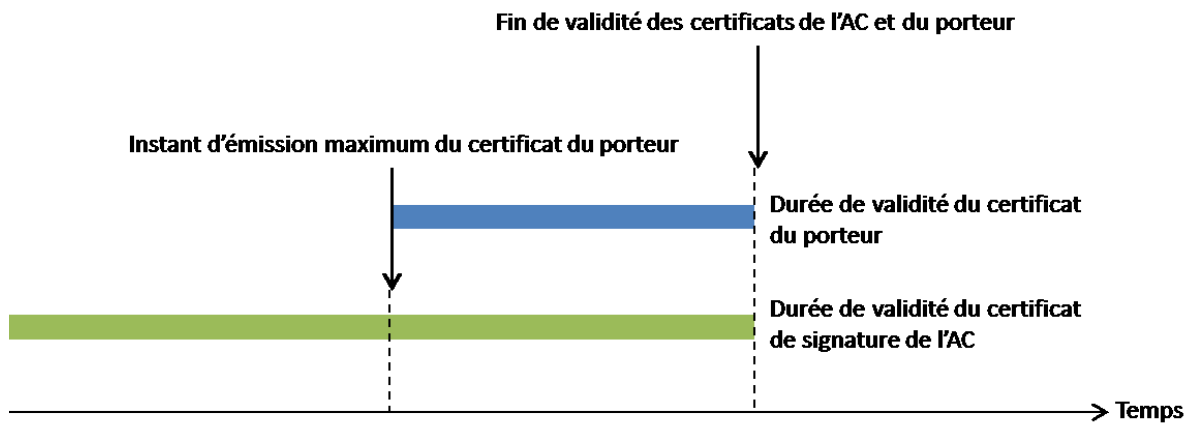 Fin de validité des certificats de l'AC et du porteur
Instant d'émission maximum du certificat du porteur
Durée de validité du certificat
du porteur
Durée de validité du certificat
de signature de l'AC
Temps